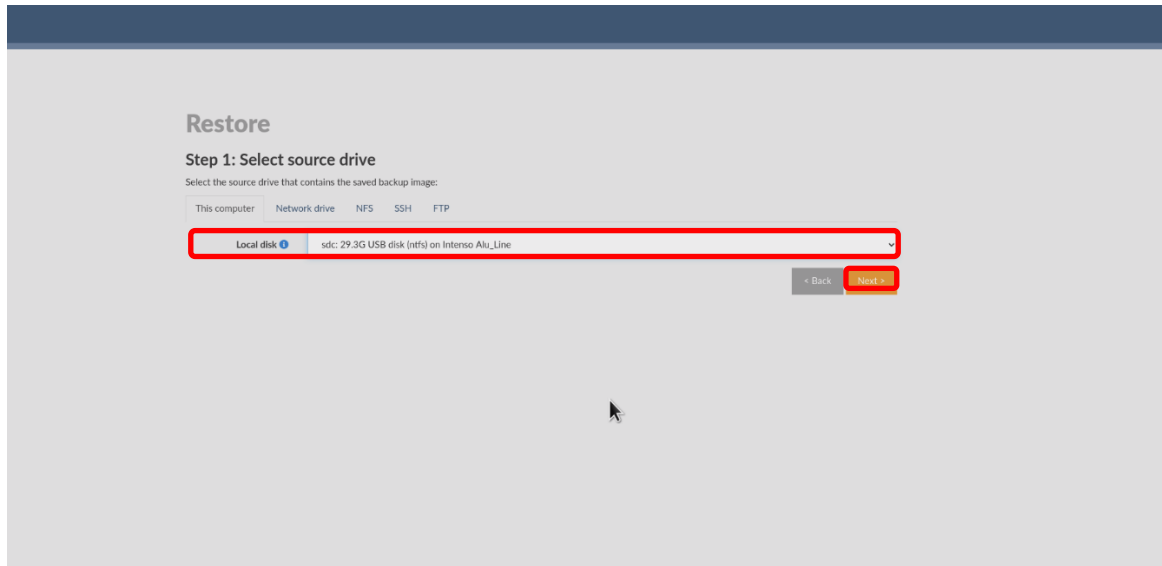 Restore
Step 1: Select source drive
Select the source drive that contains the saved backup image:
This computer Network drive NFS SSH FTP
Local disk sdc: 29.3G USB disk (ntfs) on Intenso Alu_Line
< Back Next >